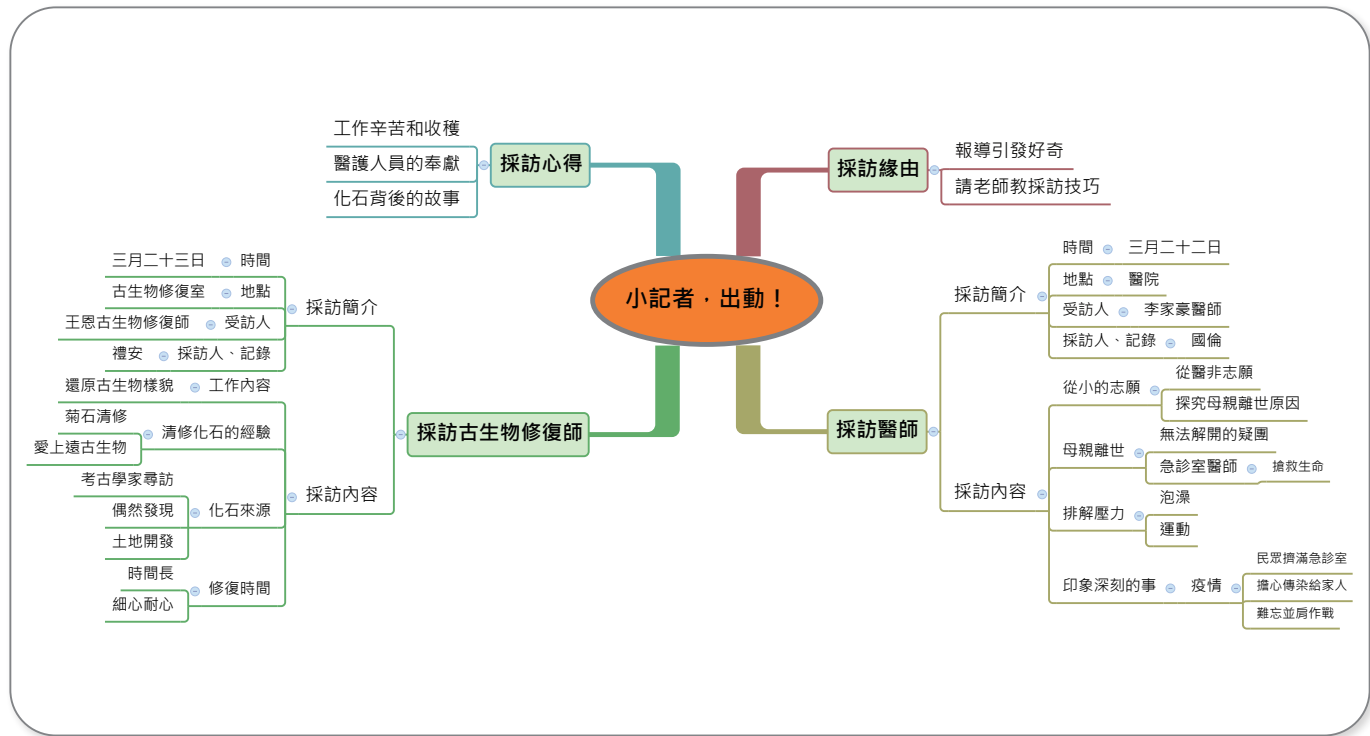 小記者，出動！
採訪緣由
報導引發好奇
請老師教採訪技巧
採訪醫師
採訪簡介
時間
三月二十二日
地點
醫院
受訪人
李家豪醫師
採訪人、記錄
國倫
採訪內容
從小的志願
從醫非志願
探究母親離世原因
母親離世
無法解開的疑團
急診室醫師
搶救生命
排解壓力
泡澡
運動
印象深刻的事
疫情
民眾擠滿急診室
擔心傳染給家人
難忘並肩作戰
採訪古生物修復師
採訪簡介
時間
三月二十三日
地點
古生物修復室
受訪人
王恩古生物修復師
採訪人、記錄
禮安
採訪內容
工作內容
還原古生物樣貌
清修化石的經驗
菊石清修
愛上遠古生物
化石來源
考古學家尋訪
偶然發現
土地開發
修復時間
時間長
細心耐心
採訪心得
工作辛苦和收穫
醫護人員的奉獻
化石背後的故事